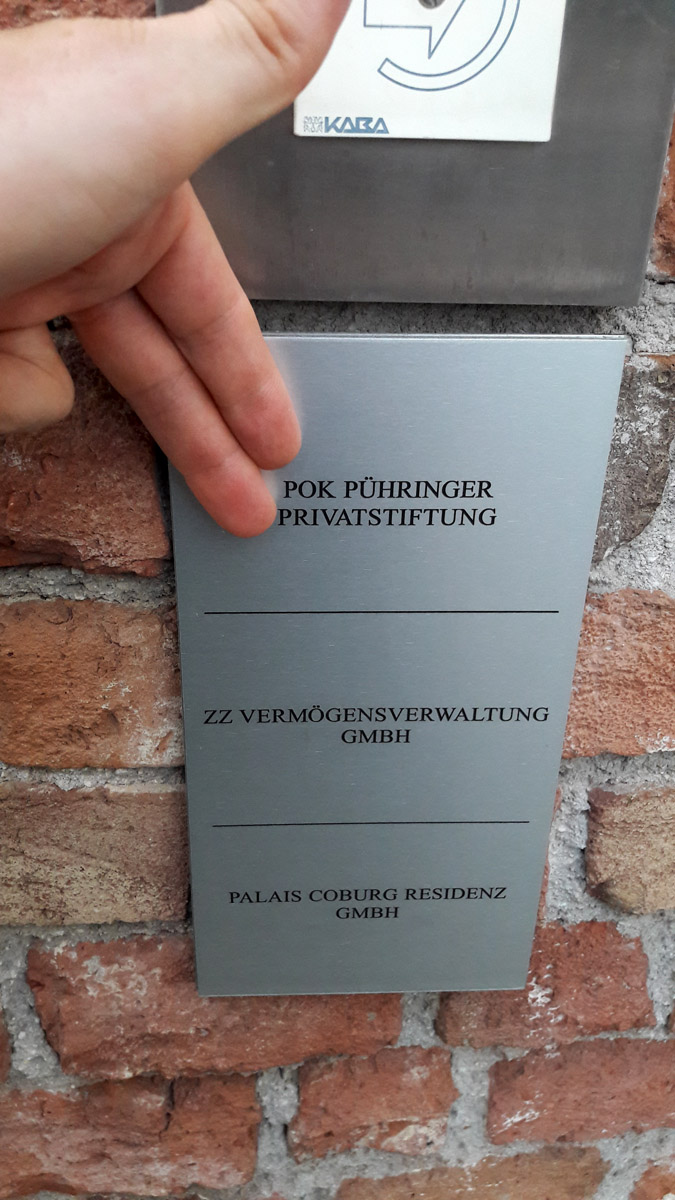 KABA
POK PÜHRINGER
PRIVATSTIFTUNG
ZZ VERMÖGENSVERWALTUNG
GMBH
PALAIS COBURG RESIDENZ
GMBH